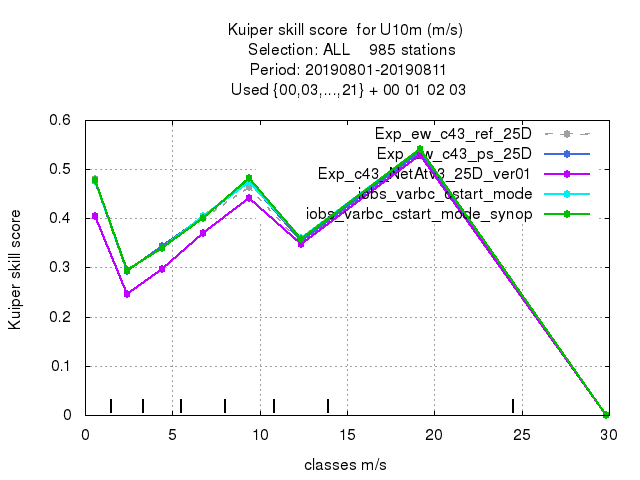 Kuiper skill score  for U10m (m/s)
Selection: ALL    985 stations
Period: 20190801-20190811
Used {00,03,...,21} + 00 01 02 03
Exp_ew_c43_ref_25D
Exp_ew_c43_ps_25D
Exp_c43_NetAtv3_25D_ver01
iobs_varbc_cstart_mode
iobs_varbc_cstart_mode_synop
Kuiper skill score
0.6
0.5
0.4
0.3
0.2
0.1
0
0 5 10 15 20 25 30
classes m/s